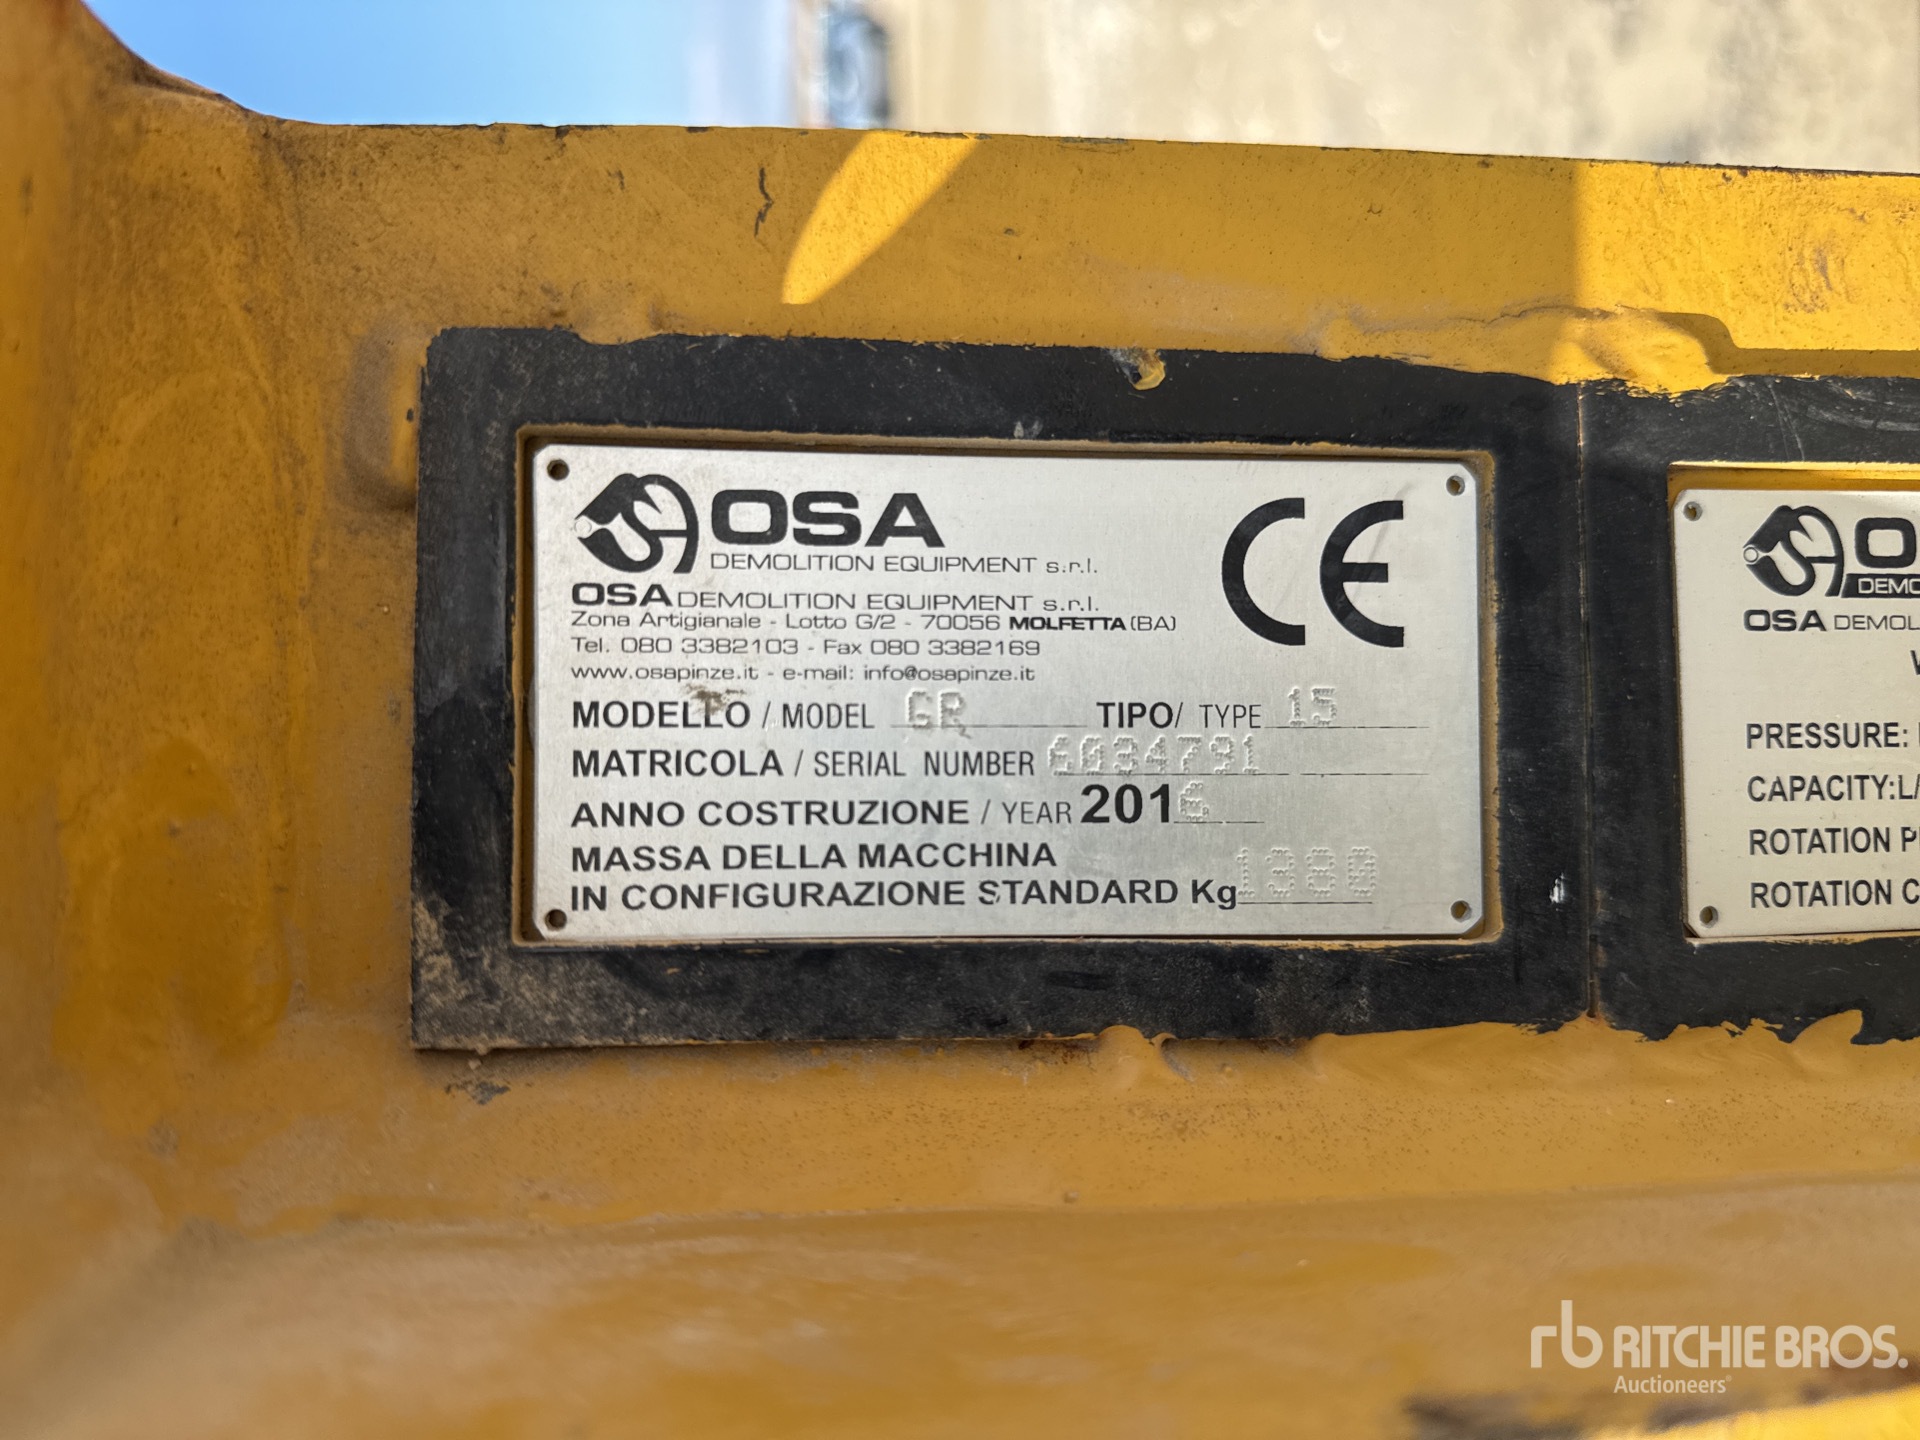 OSA
DEMOLITION EQUIPMENT s.r.l.
OSA DEMOLITION EQUIPMENT s.r.l.
Zona Artigianale - Lotto G/2 - 70056 MOLFETTA (BA)
Tel. 080 3382103 - Fax 080 3382169
www.osapinze.it - e-mail: info@osapinze.it
CE
MODELLO / MODEL GR TIPO / TYPE 15
MATRICOLA / SERIAL NUMBER 6034791
ANNO COSTRUZIONE / YEAR 2016
MASSA DELLA MACCHINA
IN CONFIGURAZIONE STANDARD Kg 1380
OSA
PRESSURE:
CAPACITY:L/
ROTATION
ROTATION
rb RITCHIE BROS.
Auctioneers